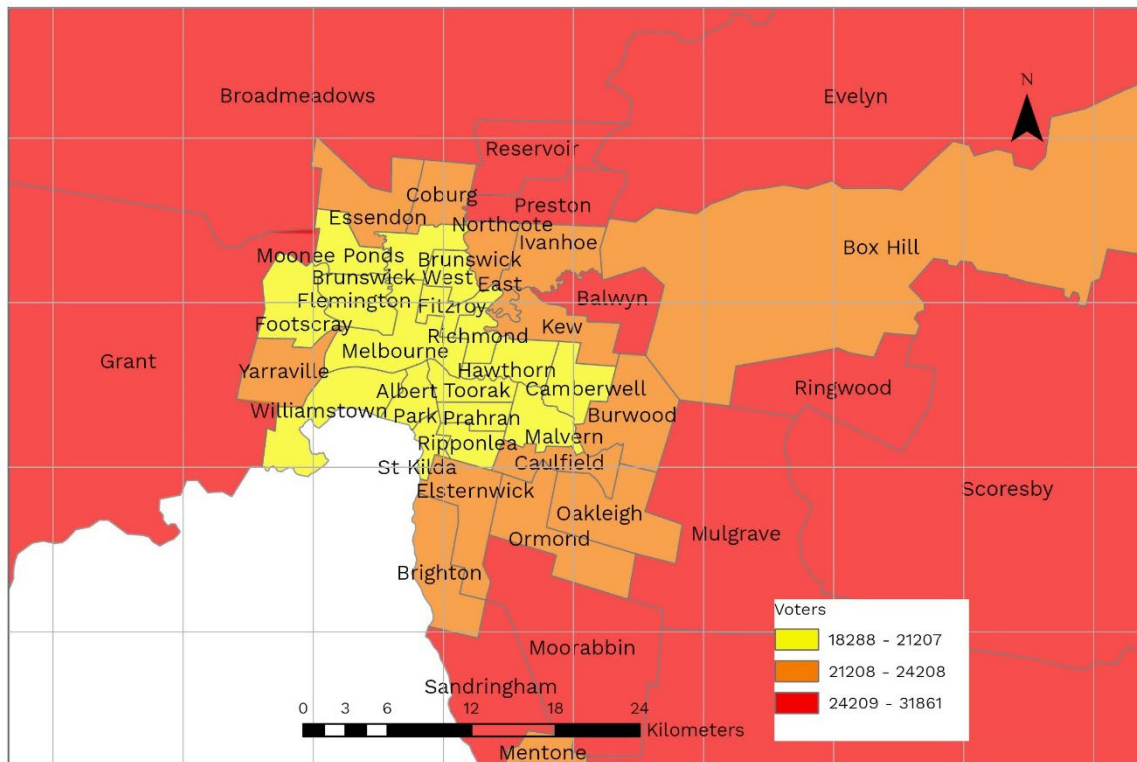 N
Broadmeadows
Evelyn
Reservoir
Coburg
Preston
Essendon
Northcote
Ivanhoe
Box Hill
Moonee Ponds
Brunswick
Brunswick West
East
Flemington
Fitzroy
Balwyn
Footscray
Richmond
Kew
Melbourne
Grant
Yarraville
Hawthorn
Albert
Toorak
Camberwell
Ringwood
Williamstown
Park
Prahran
Burwood
Ripponlea
Malvern
St Kilda
Caulfield
Elsternwick
Scoresby
Oakleigh
Ormond
Mulgrave
Brighton
Voters
18288 - 21207
21208 - 24208
24209 - 31861
Moorabbin
Sandringham
0 3 6 12 18 24
Kilometers
Mentone